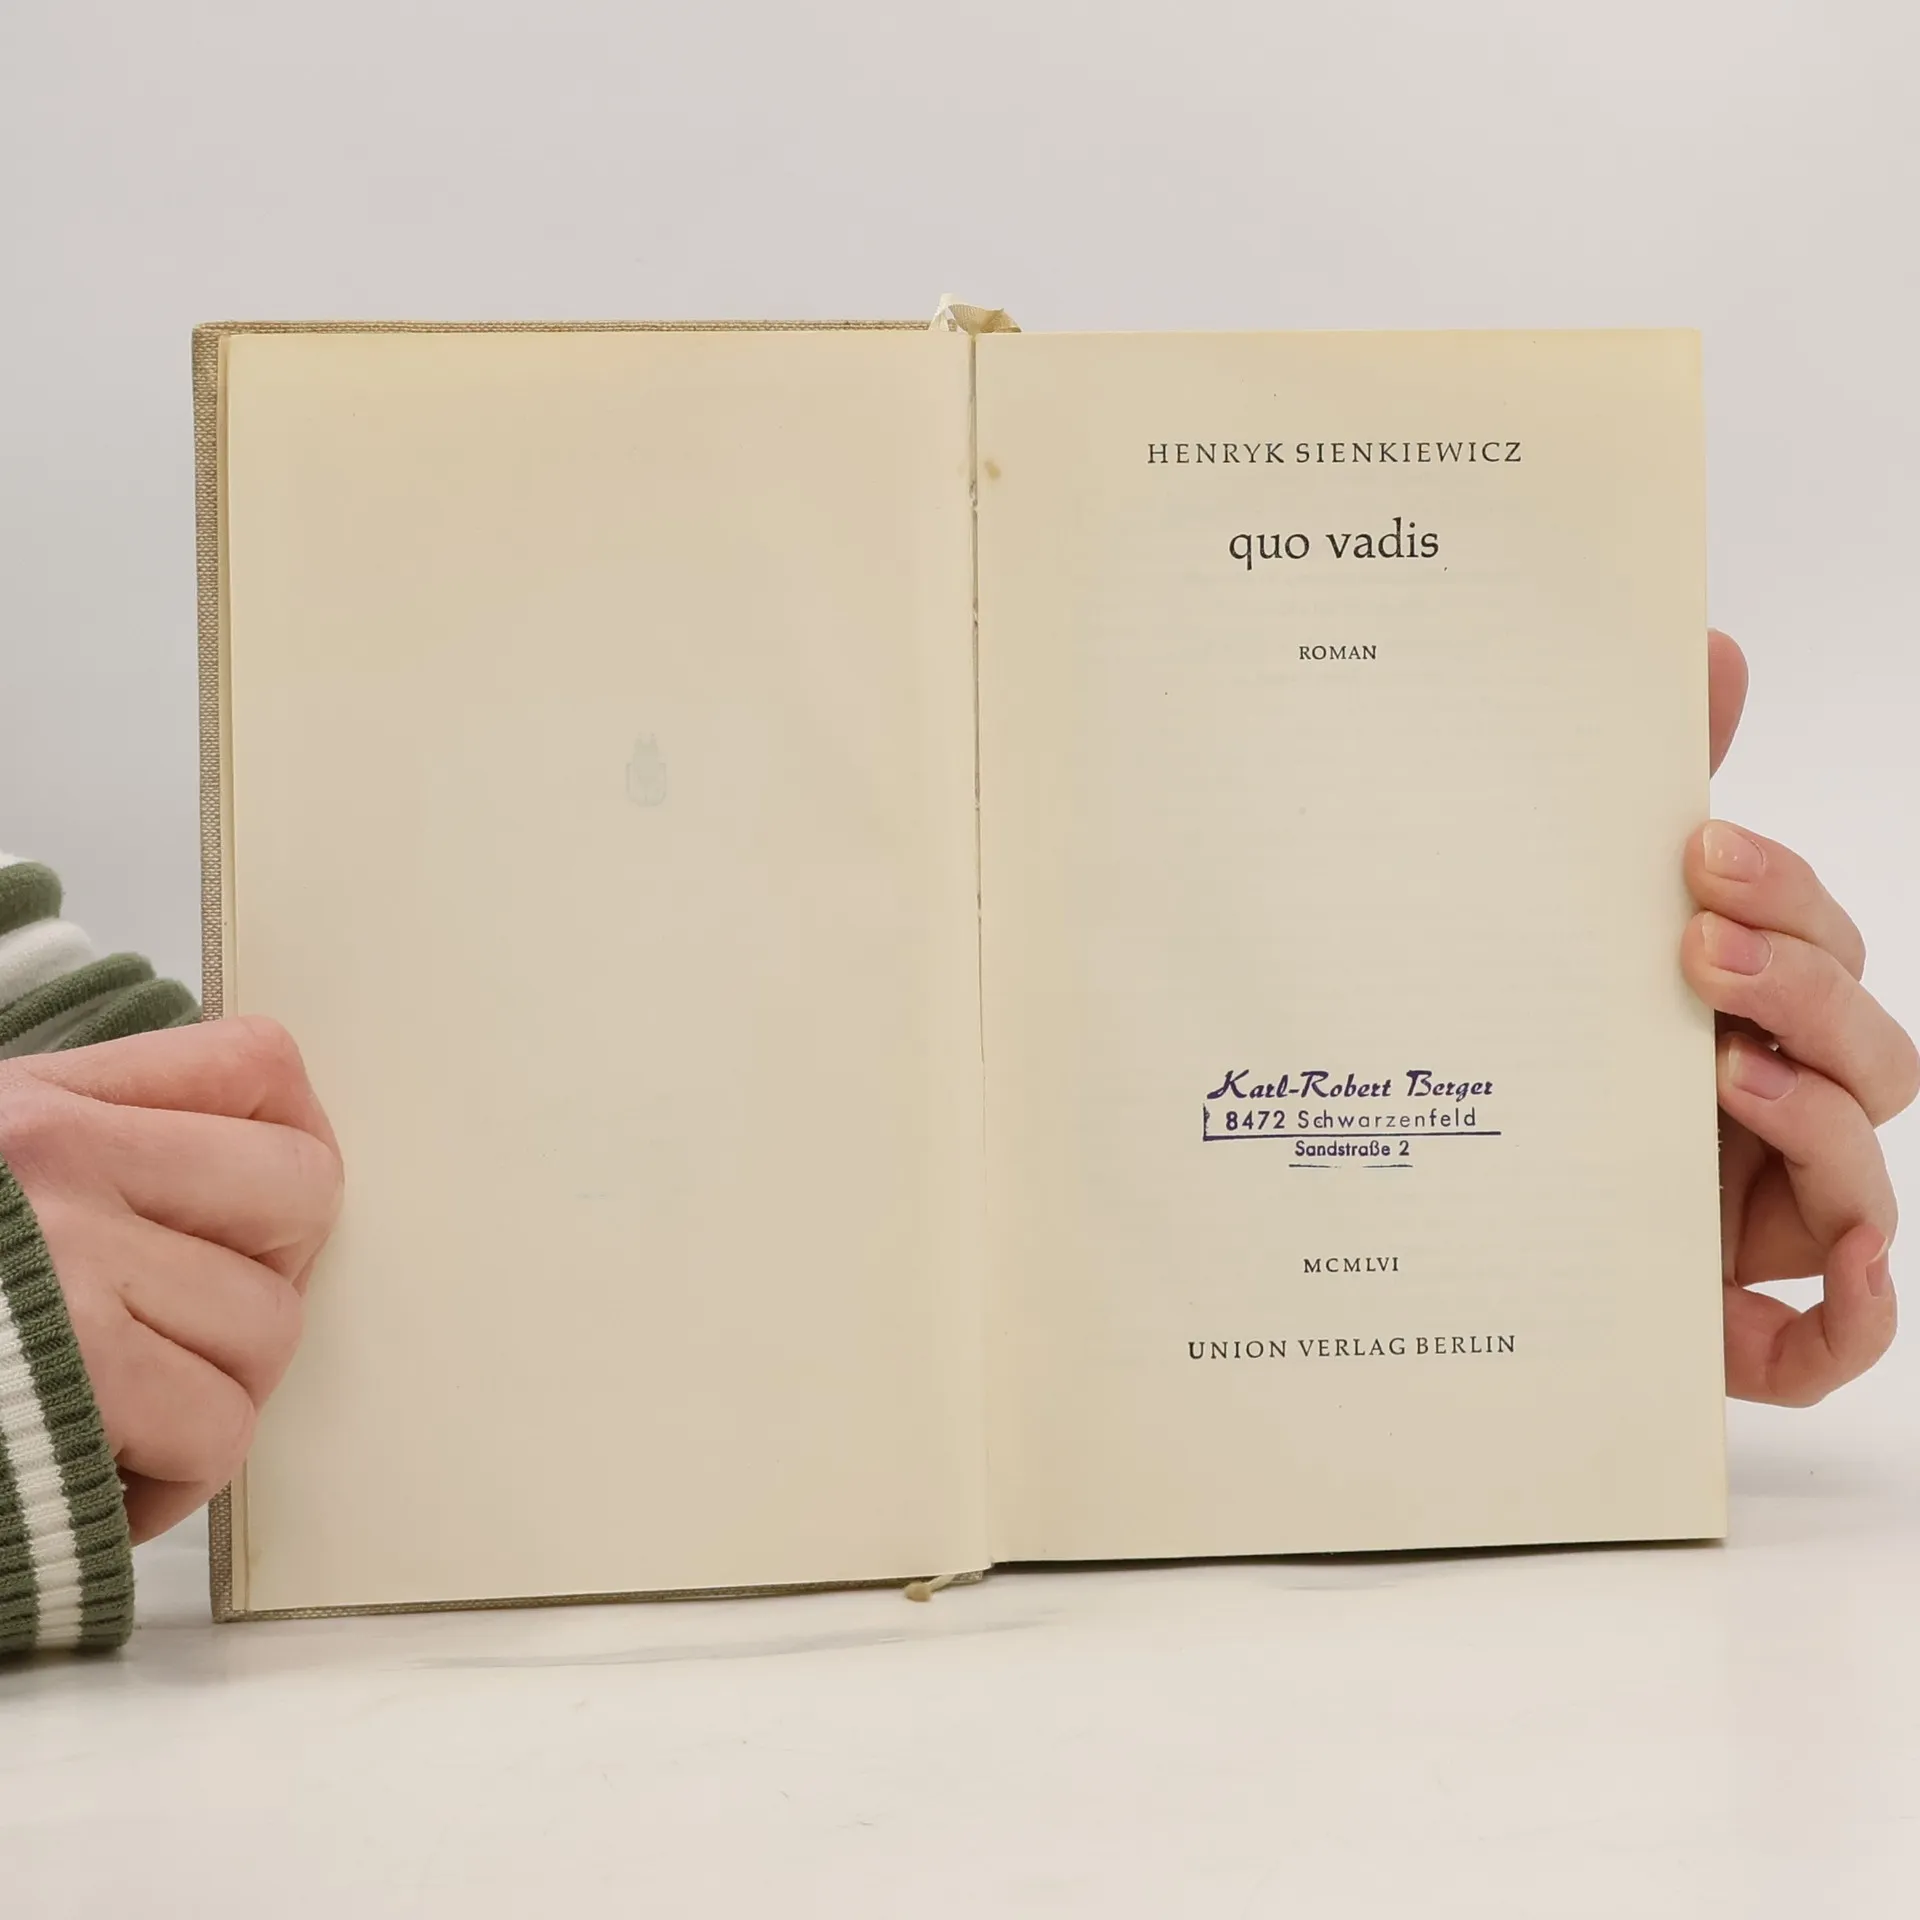 HENRYK SIENKIEWICZ
quo vadis
ROMAN
Karl-Robert Berger
8472 Schwarzenfeld
Sandstraße 2
MCMLVI
UNION VERLAG BERLIN